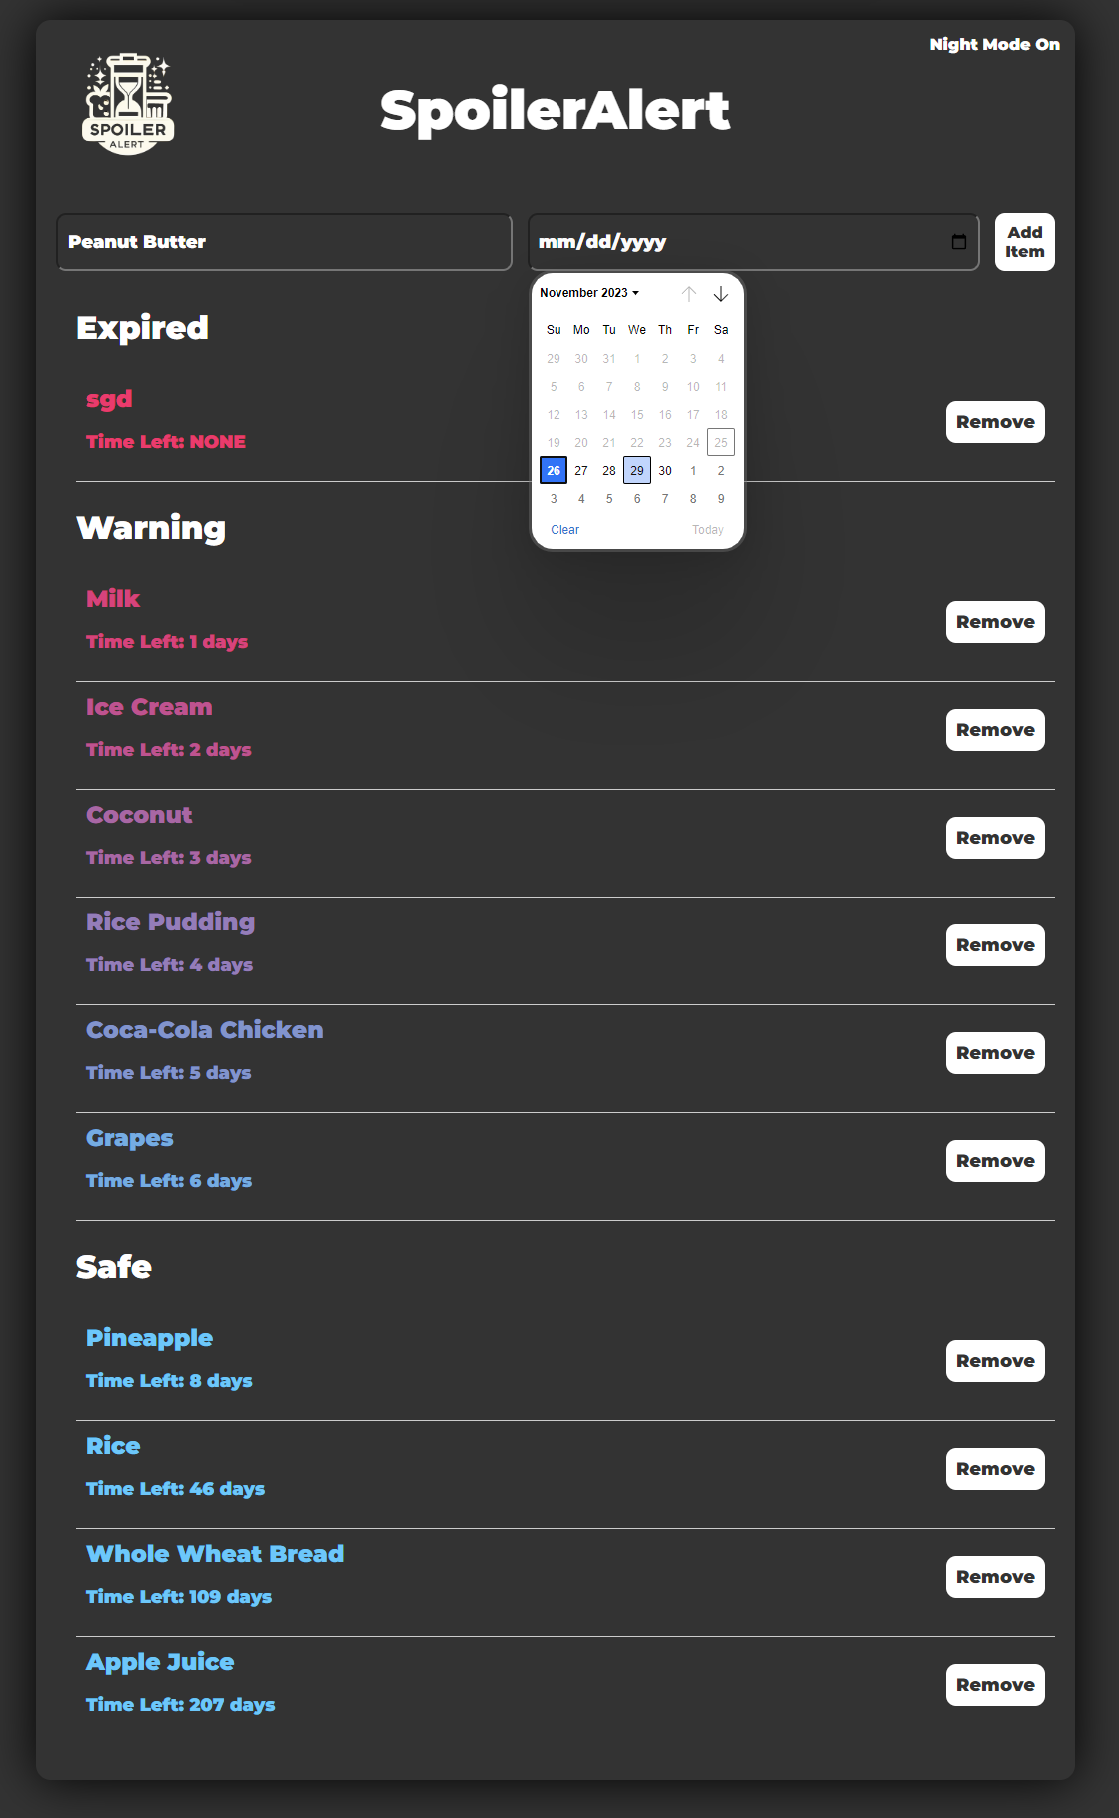 Night Mode On
SPOILER
ALERT
SpoilerAlert
Peanut Butter
mm/dd/yyyy
Add
Item
November 2023
Su Mo Tu We Th Fr Sa
29 30 31 1 2 3 4
5 6 7 8 9 10 11
12 13 14 15 16 17 18
19 20 21 22 23 24 25
26 27 28 29 30 1 2
3 4 5 6 7 8 9
Clear Today
Expired
sgd
Time Left: NONE
Remove
Warning
Milk
Time Left: 1 days
Remove
Ice Cream
Time Left: 2 days
Remove
Coconut
Time Left: 3 days
Remove
Rice Pudding
Time Left: 4 days
Remove
Coca-Cola Chicken
Time Left: 5 days
Remove
Grapes
Time Left: 6 days
Remove
Safe
Pineapple
Time Left: 8 days
Remove
Rice
Time Left: 46 days
Remove
Whole Wheat Bread
Time Left: 109 days
Remove
Apple Juice
Time Left: 207 days
Remove